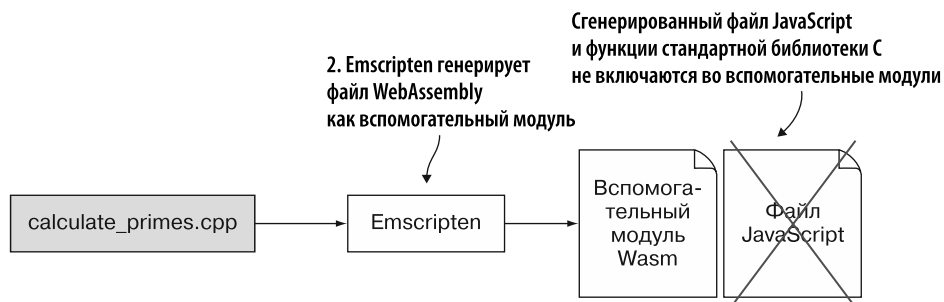 Сгенерированный файл JavaScript
и функции стандартной библиотеки C
не включаются во вспомогательные модули
2. Emscripten генерирует
файл WebAssembly
как вспомогательный модуль
calculate_primes.cpp
Emscripten
Вспомога-
тельный
модуль
Wasm
Файл
JavaScript